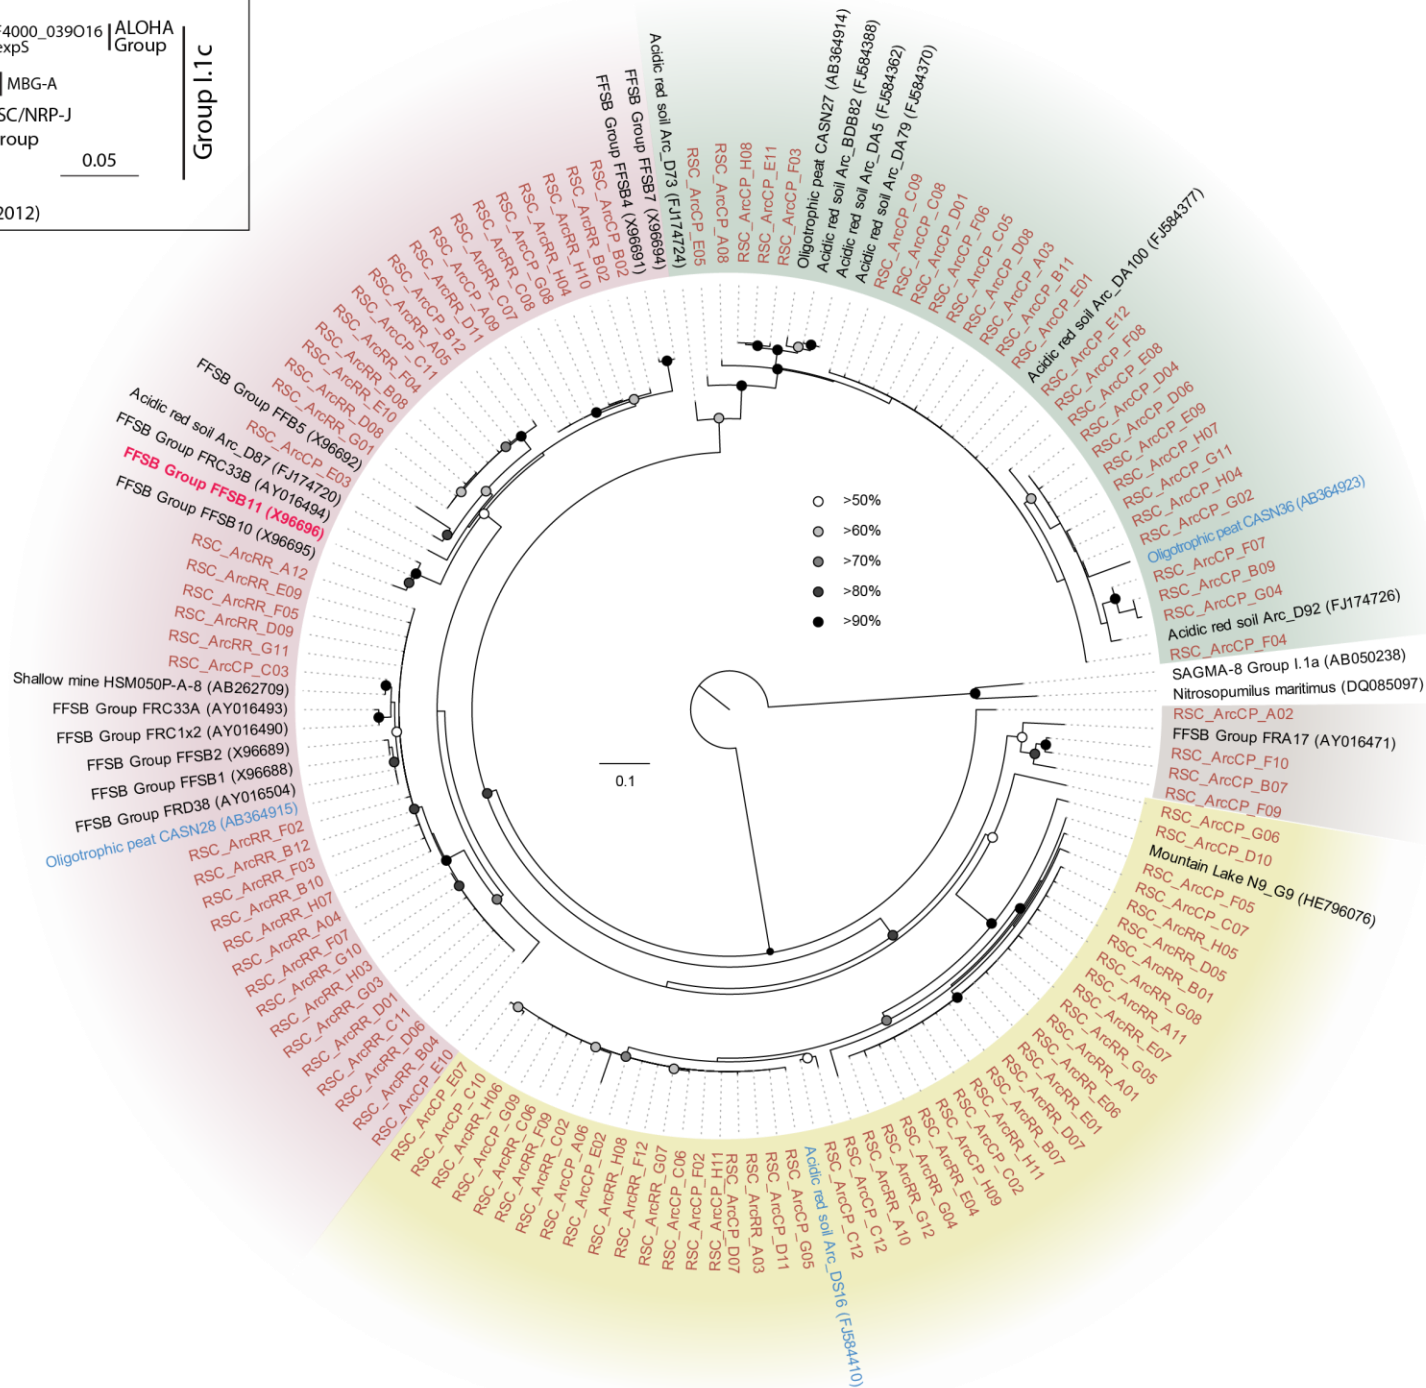 F4000_039O16
expS
ALOHA
Group
MBG-A
SC/NRP-J
roup
0.05
2012)
Group I.1c
FFSB Group FFSB4 (X96691)
FFSB Group FFSB7 (X96694)
Acidic red soil Arc_D73 (FJ174724)
RSC_ArcCP_E05
RSC_ArcCP_A08
RSC_ArcCP_H08
RSC_ArcCP_E11
RSC_ArcCP_F03
Oligotrophic peat CASN27 (AB364914)
Acidic red soil Arc_BDB82 (FJ584388)
Acidic red soil Arc_DA5 (FJ584362)
Acidic red soil Arc_DA79 (FJ584370)
RSC_ArcCP_C09
RSC_ArcCP_C08
RSC_ArcCP_D01
RSC_ArcCP_F06
RSC_ArcCP_C05
RSC_ArcCP_D08
RSC_ArcCP_A03
RSC_ArcCP_B11
RSC_ArcCP_E01
Acidic red soil Arc_DA100 (FJ584377)
RSC_ArcCP_E12
RSC_ArcCP_F08
RSC_ArcCP_E08
RSC_ArcCP_D04
RSC_ArcCP_D06
RSC_ArcCP_E09
RSC_ArcCP_H07
RSC_ArcCP_G11
RSC_ArcCP_H04
RSC_ArcCP_G02
Oligotrophic peat CASN36 (AB364923)
RSC_ArcCP_F07
RSC_ArcCP_B09
RSC_ArcCP_G04
Acidic red soil Arc_D92 (FJ174726)
RSC_ArcCP_F04
SAGMA-8 Group I.1a (AB050238)
Nitrosopumilus maritimus (DQ085097)
RSC_ArcCP_A02
FFSB Group FRA17 (AY016471)
RSC_ArcCP_F10
RSC_ArcCP_B07
RSC_ArcCP_F09
RSC_ArcCP_G06
RSC_ArcCP_D10
Mountain Lake N9_G9 (HE796076)
RSC_ArcCP_F05
RSC_ArcCP_C07
RSC_ArcRR_H05
RSC_ArcRR_D05
RSC_ArcRR_B01
RSC_ArcRR_G08
RSC_ArcRR_A11
RSC_ArcRR_E07
RSC_ArcRR_G05
RSC_ArcRR_A01
RSC_ArcRR_E06
RSC_ArcRR_E01
RSC_ArcRR_D07
RSC_ArcRR_B07
RSC_ArcRR_H11
RSC_ArcCP_C02
RSC_ArcCP_H09
RSC_ArcRR_E04
RSC_ArcRR_G04
RSC_ArcRR_G12
RSC_ArcRR_A10
RSC_ArcCP_C12
RSC_ArcCP_C12
Acidic red soil Arc_DS16 (FJ584410)
RSC_ArcCP_G05
RSC_ArcCP_D11
RSC_ArcRR_A03
RSC_ArcCP_D07
RSC_ArcCP_H11
RSC_ArcCP_F02
RSC_ArcCP_C06
RSC_ArcRR_G07
RSC_ArcRR_F12
RSC_ArcRR_H08
RSC_ArcCP_E02
RSC_ArcCP_A06
RSC_ArcRR_C02
RSC_ArcRR_F09
RSC_ArcRR_C06
RSC_ArcCP_G09
RSC_ArcRR_H06
RSC_ArcCP_C10
RSC_ArcCP_E07
RSC_ArcCP_E10
RSC_ArcRR_B04
RSC_ArcRR_D06
RSC_ArcRR_C11
RSC_ArcRR_D01
RSC_ArcRR_G03
RSC_ArcRR_H03
RSC_ArcRR_G10
RSC_ArcRR_F07
RSC_ArcRR_A04
RSC_ArcRR_H07
RSC_ArcRR_B10
RSC_ArcRR_F03
RSC_ArcRR_B12
RSC_ArcRR_F02
Oligotrophic peat CASN28 (AB364915)
FFSB Group FRD38 (AY016504)
FFSB Group FFSB1 (X96688)
FFSB Group FFSB2 (X96689)
FFSB Group FRC1x2 (AY016490)
FFSB Group FRC33A (AY016493)
Shallow mine HSM050P-A-8 (AB262709)
RSC_ArcCP_C03
RSC_ArcRR_G11
RSC_ArcRR_D09
RSC_ArcRR_F05
RSC_ArcRR_E09
RSC_ArcRR_A12
FFSB Group FFSB10 (X96695)
FFSB Group FFSB11 (X96696)
FFSB Group FRC33B (AY016494)
Acidic red soil Arc_D87 (FJ174720)
FFSB Group FFB5 (X96692)
RSC_ArcCP_E03
RSC_ArcRR_G01
RSC_ArcRR_D08
RSC_ArcRR_E10
RSC_ArcRR_B08
RSC_ArcRR_F04
RSC_ArcCP_C11
RSC_ArcRR_A05
RSC_ArcCP_B12
RSC_ArcRR_D11
RSC_ArcCP_A09
RSC_ArcRR_C07
RSC_ArcRR_C08
RSC_ArcCP_G08
RSC_ArcRR_H04
RSC_ArcRR_H10
RSC_ArcRR_B02
RSC_ArcCP_B02
>50%
>60%
>70%
>80%
>90%
0.1